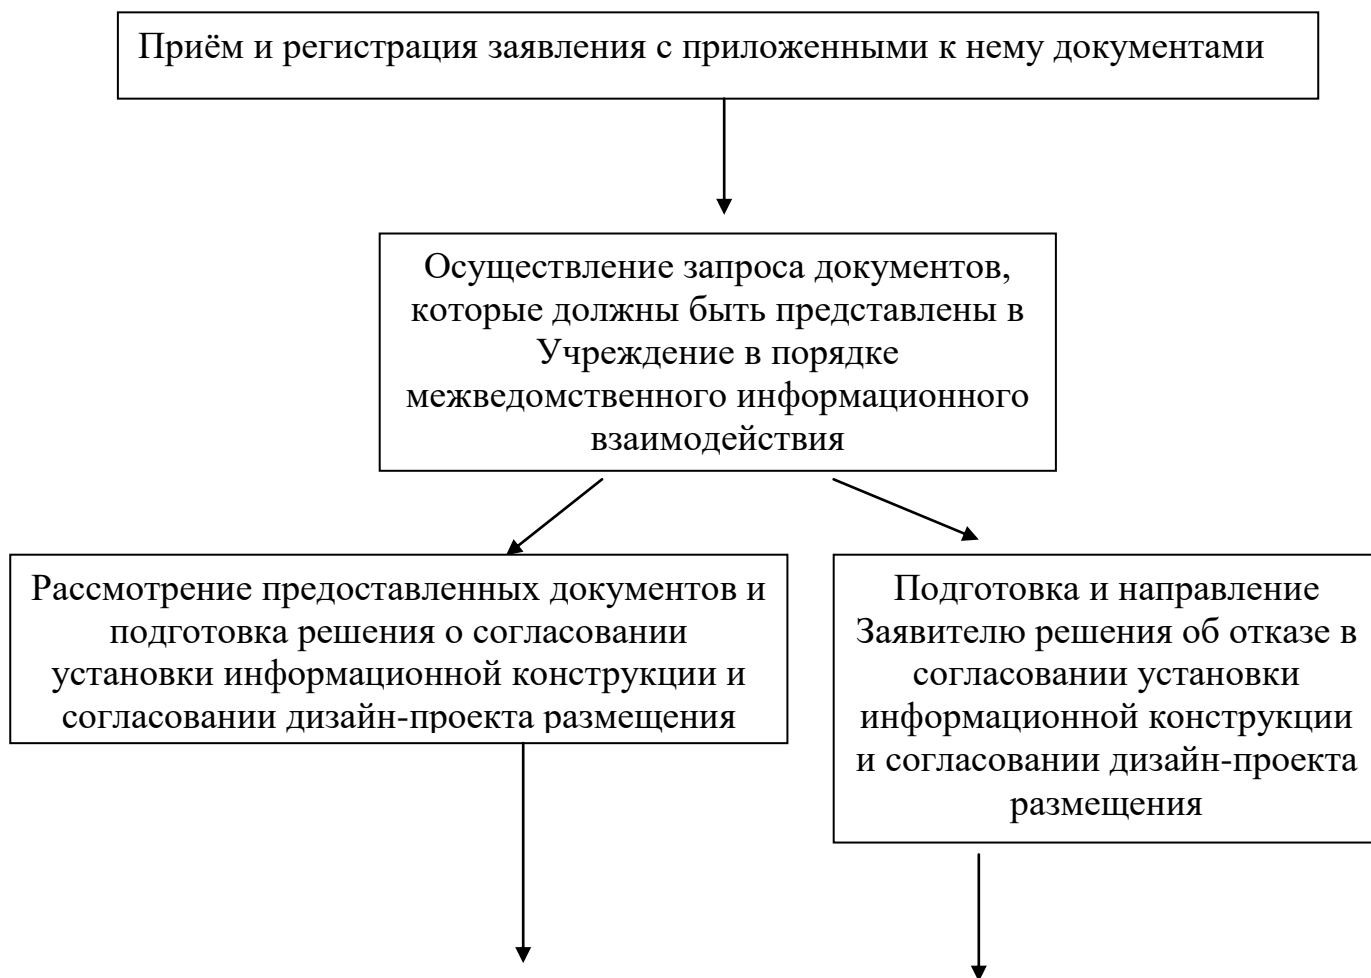 Приём и регистрация заявления с приложенными к нему документами
Осуществление запроса документов,
которые должны быть представлены в
Учреждение в порядке
межведомственного информационного
взаимодействия
Рассмотрение предоставленных документов и
подготовка решения о согласовании
установки информационной конструкции и
согласовании дизайн-проекта размещения
Подготовка и направление
Заявителю решения об отказе в
согласовании установки
информационной конструкции
и согласовании дизайн-проекта
размещения